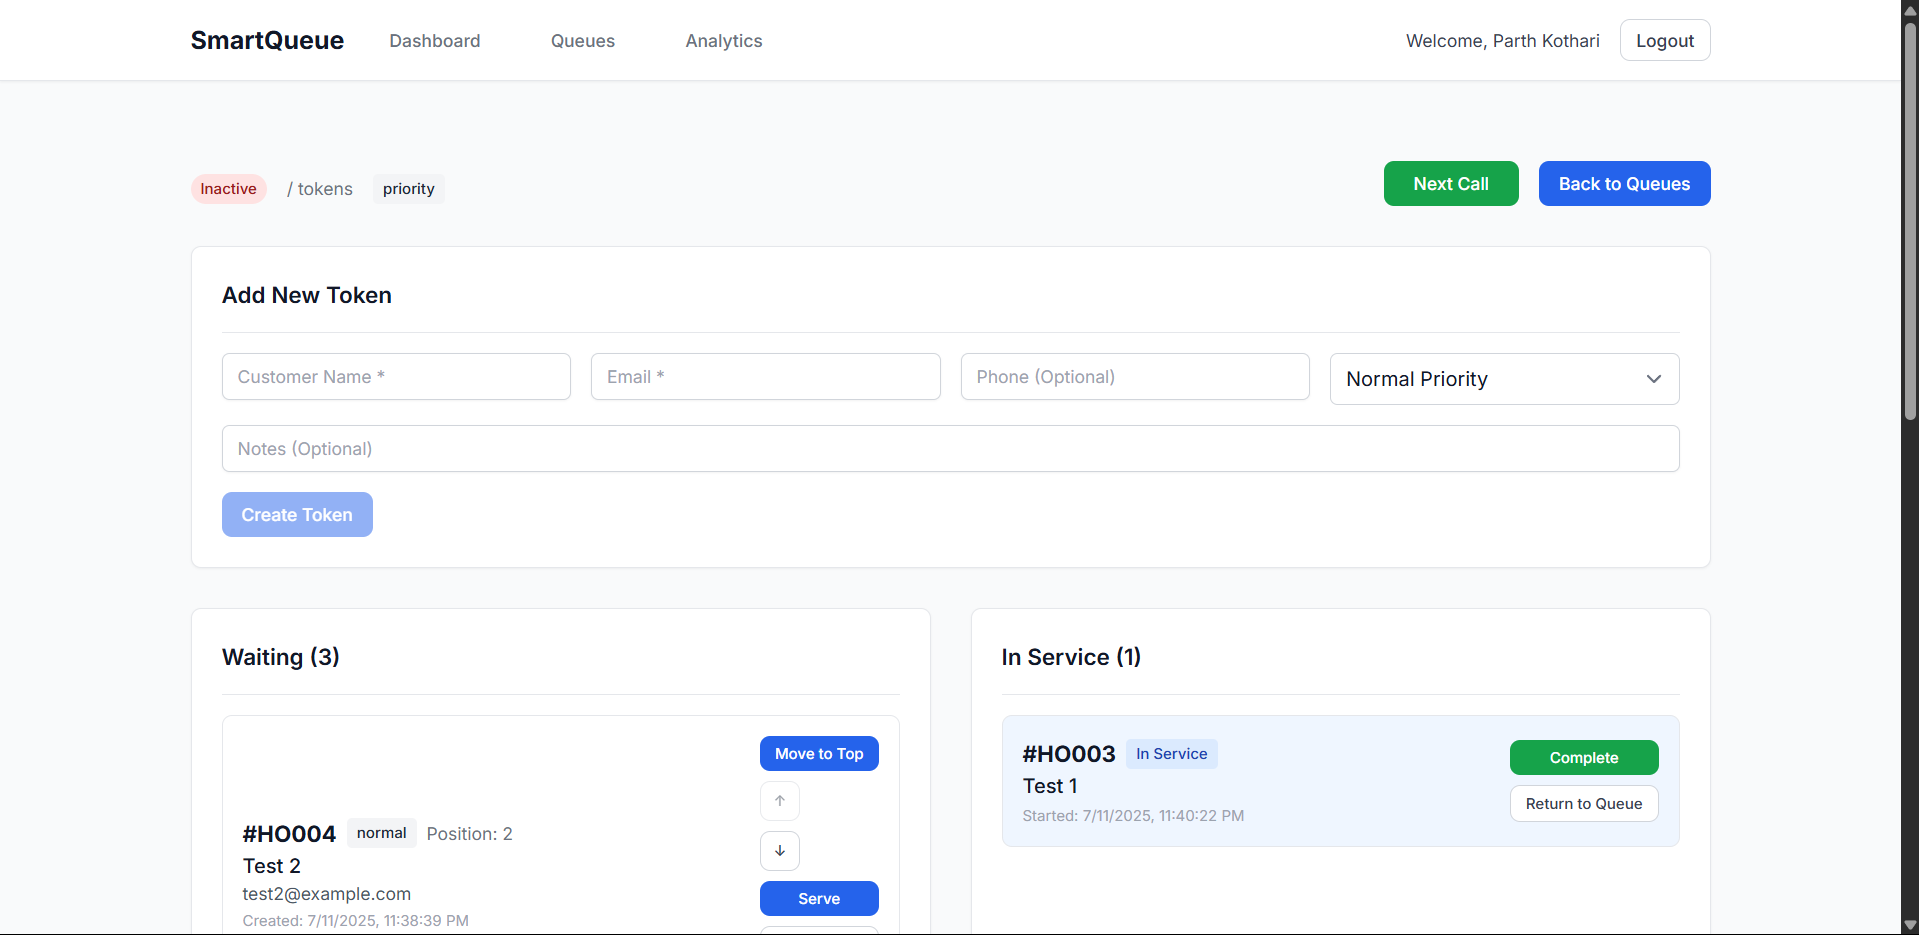 SmartQueue Dashboard Queues Analytics Welcome, Parth Kothari Logout
Inactive / tokens priority Next Call Back to Queues
Add New Token
Customer Name * Email * Phone (Optional) Normal Priority
Notes (Optional)
Create Token
Waiting (3)
Move to Top
↑
#HO004 normal Position: 2
↓
Test 2
test2@example.com
Serve
Created: 7/11/2025, 11:38:39 PM
In Service (1)
#HO003 In Service
Complete
Test 1
Return to Queue
Started: 7/11/2025, 11:40:22 PM